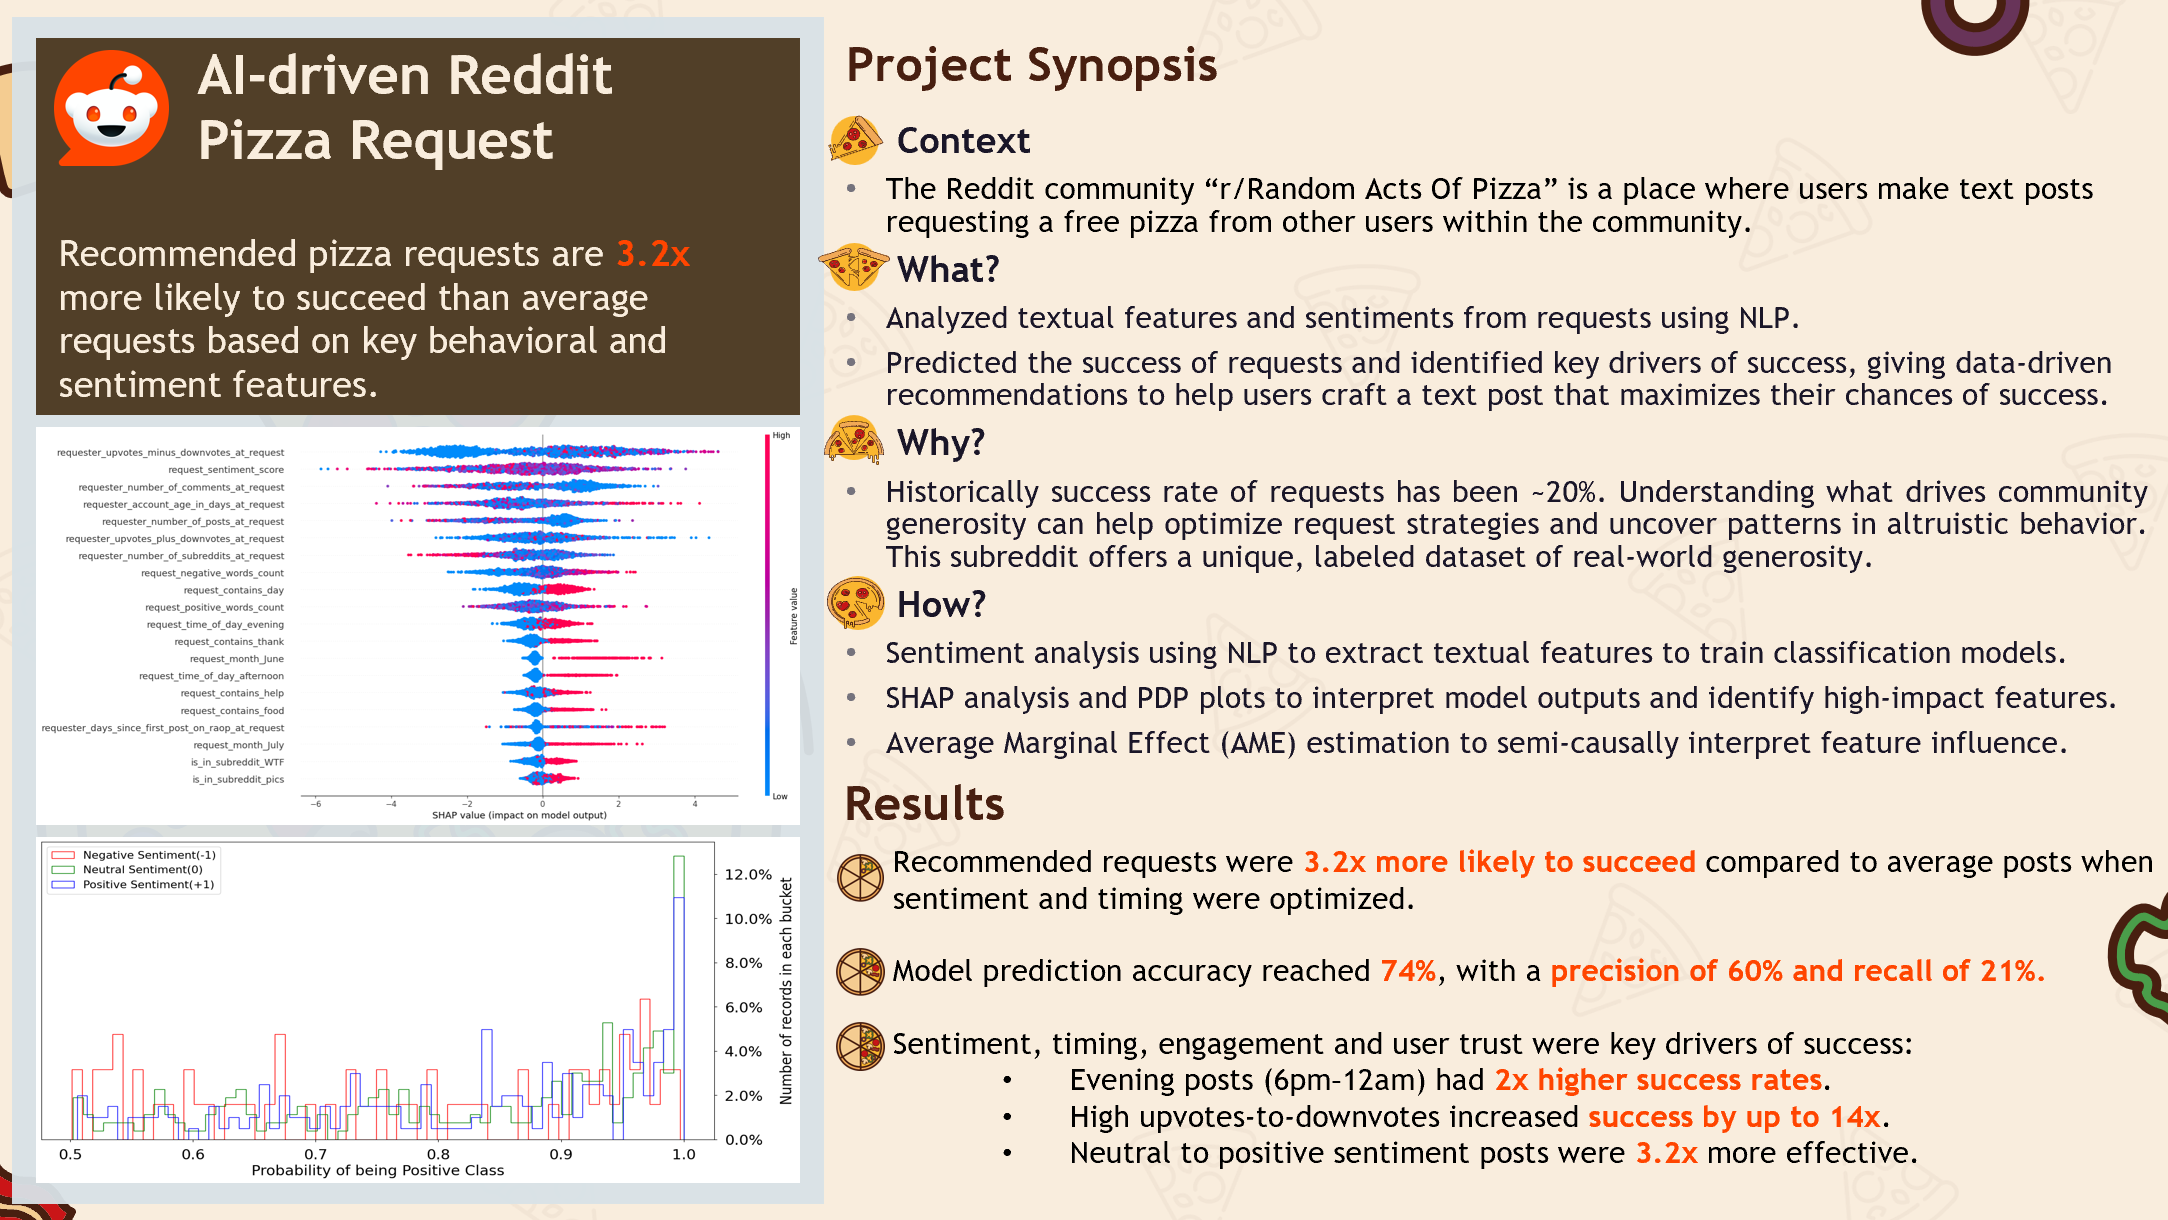 AI-driven Reddit
Pizza Request
Recommended pizza requests are 3.2x
more likely to succeed than average
requests based on key behavioral and
sentiment features.
requester_upvotes_minus_downvotes_at_request
request_sentiment_score
requester_number_of_comments_at_request
requester_account_age_in_days_at_request
requester_number_of_posts_at_request
requester_upvotes_plus_downvotes_at_request
requester_number_of_subreddits_at_request
request_negative_words_count
request_contains_day
request_positive_words_count
request_time_of_day_evening
request_contains_thank
request_month_June
request_time_of_day_afternoon
request_contains_help
request_contains_food
requester_days_since_first_post_on_raop_at_request
request_month_July
is_in_subreddit_WTF
is_in_subreddit_pics
−6 −4 −2 0 2 4
SHAP value (impact on model output)
High
Feature value
Low
Negative Sentiment(-1)
Neutral Sentiment(0)
Positive Sentiment(+1)
12.0%
10.0%
8.0%
6.0%
4.0%
2.0%
0.0%
Number of records in each bucket
0.5 0.6 0.7 0.8 0.9 1.0
Probability of being Positive Class
Project Synopsis
Context
• The Reddit community “r/Random Acts Of Pizza” is a place where users make text posts
requesting a free pizza from other users within the community.
What?
• Analyzed textual features and sentiments from requests using NLP.
• Predicted the success of requests and identified key drivers of success, giving data-driven
recommendations to help users craft a text post that maximizes their chances of success.
Why?
• Historically success rate of requests has been ~20%. Understanding what drives community
generosity can help optimize request strategies and uncover patterns in altruistic behavior.
This subreddit offers a unique, labeled dataset of real-world generosity.
How?
• Sentiment analysis using NLP to extract textual features to train classification models.
• SHAP analysis and PDP plots to interpret model outputs and identify high-impact features.
• Average Marginal Effect (AME) estimation to semi-causally interpret feature influence.
Results
Recommended requests were 3.2x more likely to succeed compared to average posts when
sentiment and timing were optimized.
Model prediction accuracy reached 74%, with a precision of 60% and recall of 21%.
Sentiment, timing, engagement and user trust were key drivers of success:
• Evening posts (6pm–12am) had 2x higher success rates.
• High upvotes-to-downvotes increased success by up to 14x.
• Neutral to positive sentiment posts were 3.2x more effective.